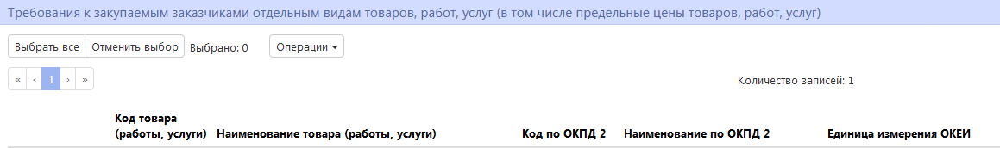 Требования к закупаемым заказчиками отдельным видам товаров, работ, услуг (в том числе предельные цены товаров, работ, услуг)
Выбрать все Отменить выбор Выбрано: 0 Операции
« ‹ 1 › » Количество записей: 1
Код товара
(работы, услуги) Наименование товара (работы, услуги) Код по ОКПД 2 Наименование по ОКПД 2 Единица измерения ОКЕИ